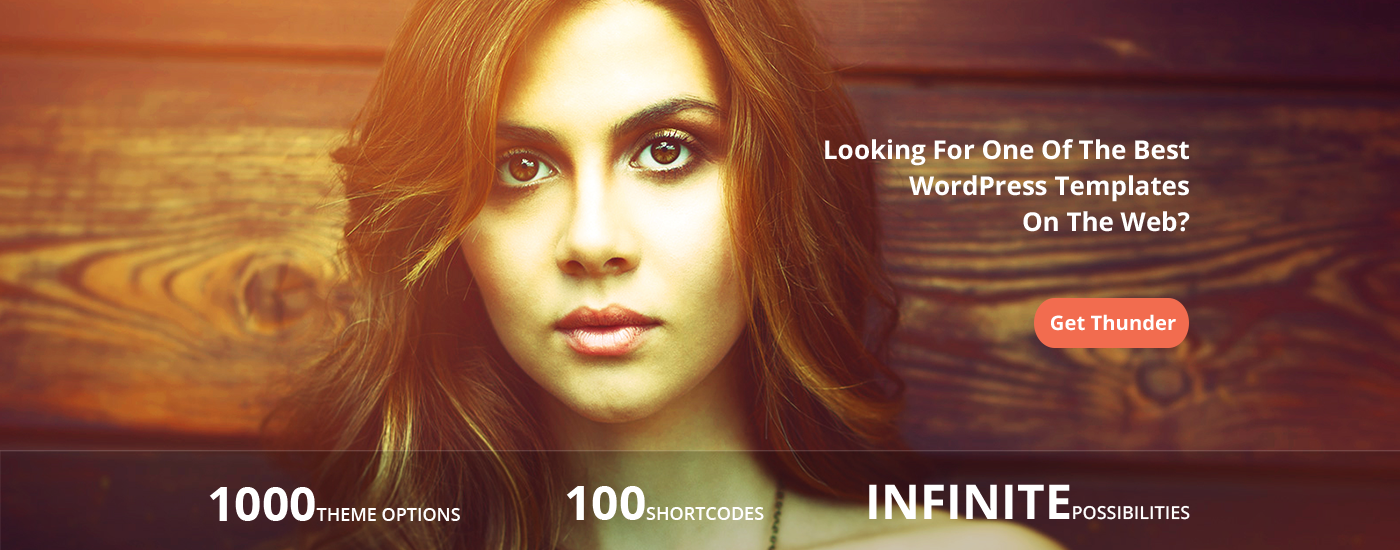 Looking For One Of The Best
WordPress Templates
On The Web?
Get Thunder
1000THEME OPTIONS
100SHORTCODES
INFINITEPOSSIBILITIES